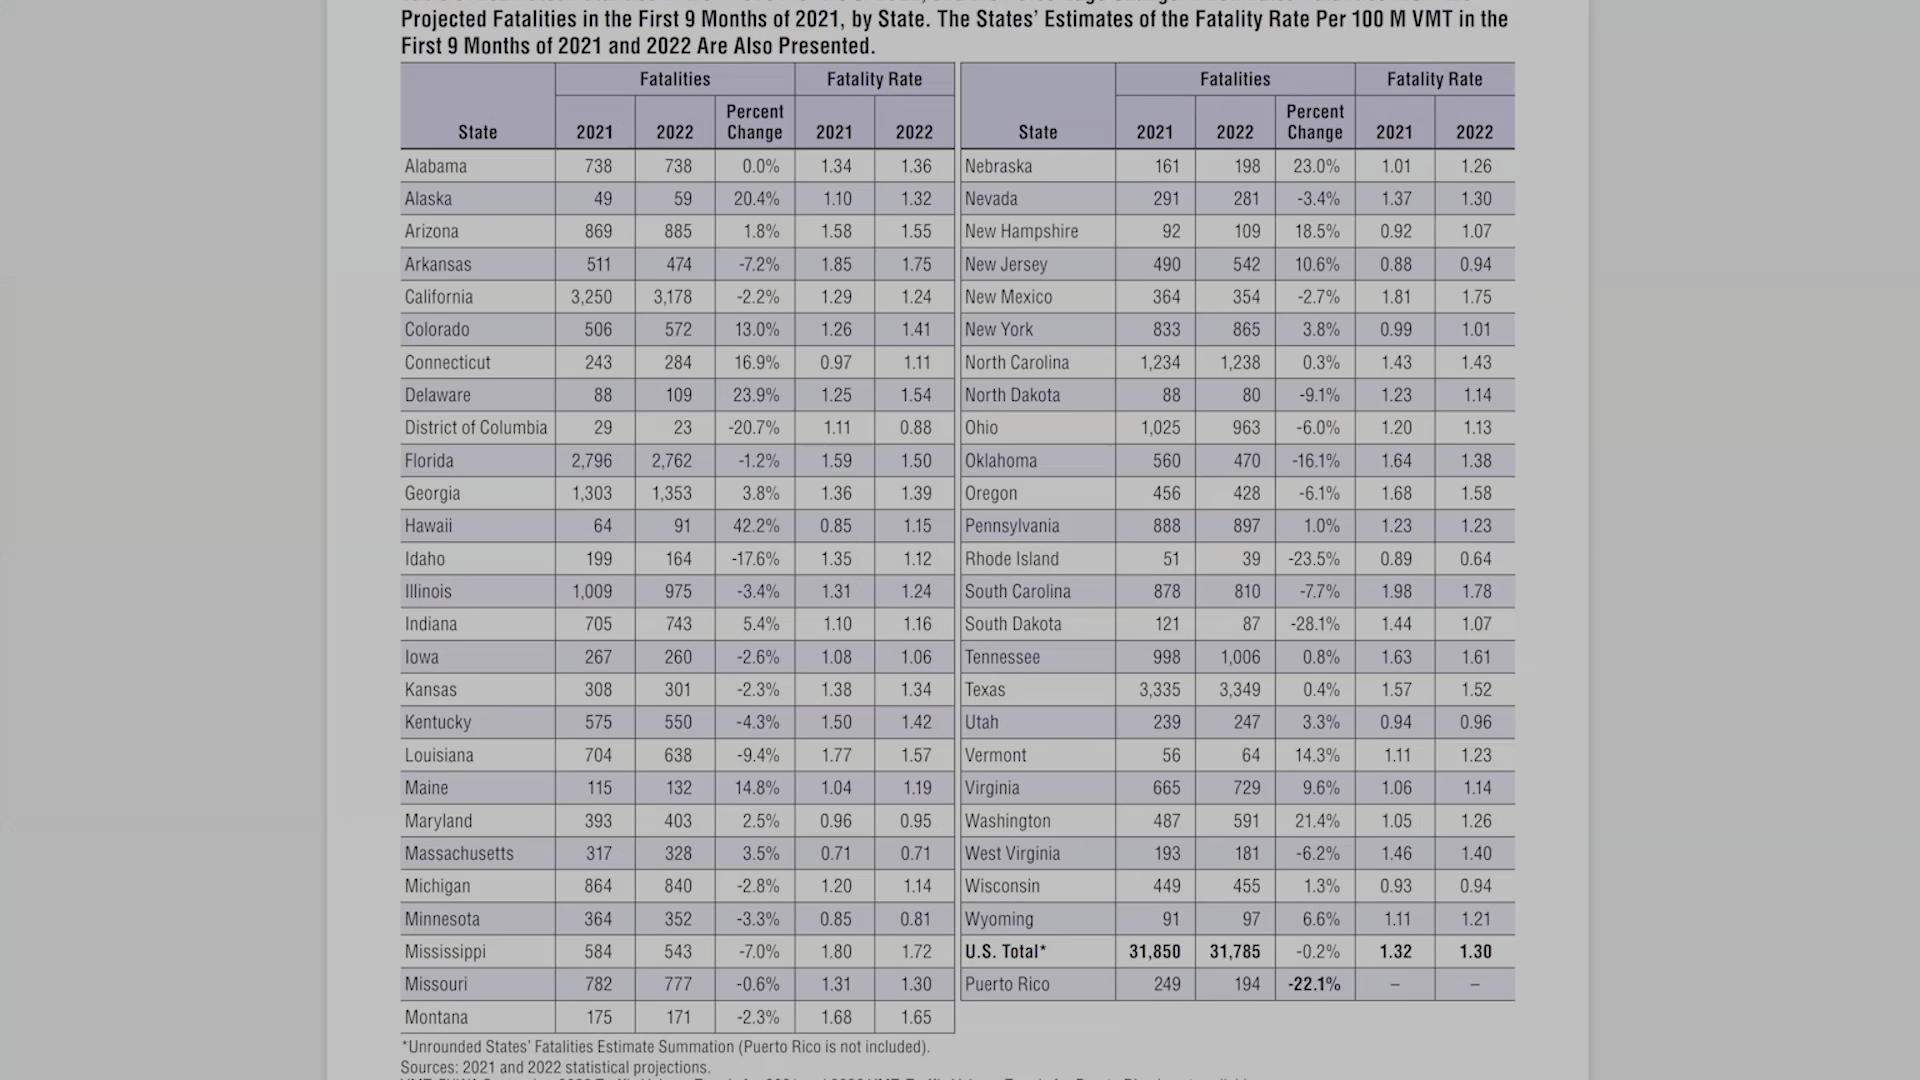 Projected Fatalities in the First 9 Months of 2021, by State. The States' Estimates of the Fatality Rate Per 100 M VMT in the
First 9 Months of 2021 and 2022 Are Also Presented.
Fatalities Fatality Rate Fatalities Fatality Rate
State 2021 2022 Percent Change 2021 2022 State 2021 2022 Percent Change 2021 2022
Alabama 738 738 0.0% 1.34 1.36 Nebraska 161 198 23.0% 1.01 1.26
Alaska 49 59 20.4% 1.10 1.32 Nevada 291 281 -3.4% 1.37 1.30
Arizona 869 885 1.8% 1.58 1.55 New Hampshire 92 109 18.5% 0.92 1.07
Arkansas 511 474 -7.2% 1.85 1.75 New Jersey 490 542 10.6% 0.88 0.94
California 3,250 3,178 -2.2% 1.29 1.24 New Mexico 364 354 -2.7% 1.81 1.75
Colorado 506 572 13.0% 1.26 1.41 New York 833 865 3.8% 0.99 1.01
Connecticut 243 284 16.9% 0.97 1.11 North Carolina 1,234 1,238 0.3% 1.43 1.43
Delaware 88 109 23.9% 1.25 1.54 North Dakota 88 80 -9.1% 1.23 1.14
District of Columbia 29 23 -20.7% 1.11 0.88 Ohio 1,025 963 -6.0% 1.20 1.13
Florida 2,796 2,762 -1.2% 1.59 1.50 Oklahoma 560 470 -16.1% 1.64 1.38
Georgia 1,303 1,353 3.8% 1.36 1.39 Oregon 456 428 -6.1% 1.68 1.58
Hawaii 64 91 42.2% 0.85 1.15 Pennsylvania 888 897 1.0% 1.23 1.23
Idaho 199 164 -17.6% 1.35 1.12 Rhode Island 51 39 -23.5% 0.89 0.64
Illinois 1,009 975 -3.4% 1.31 1.24 South Carolina 878 810 -7.7% 1.98 1.78
Indiana 705 743 5.4% 1.10 1.16 South Dakota 121 87 -28.1% 1.44 1.07
Iowa 267 260 -2.6% 1.08 1.06 Tennessee 998 1,006 0.8% 1.63 1.61
Kansas 308 301 -2.3% 1.38 1.34 Texas 3,335 3,349 0.4% 1.57 1.52
Kentucky 575 550 -4.3% 1.50 1.42 Utah 239 247 3.3% 0.94 0.96
Louisiana 704 638 -9.4% 1.77 1.57 Vermont 56 64 14.3% 1.11 1.23
Maine 115 132 14.8% 1.04 1.19 Virginia 665 729 9.6% 1.06 1.14
Maryland 393 403 2.5% 0.96 0.95 Washington 487 591 21.4% 1.05 1.26
Massachusetts 317 328 3.5% 0.71 0.71 West Virginia 193 181 -6.2% 1.46 1.40
Michigan 864 840 -2.8% 1.20 1.14 Wisconsin 449 455 1.3% 0.93 0.94
Minnesota 364 352 -3.3% 0.85 0.81 Wyoming 91 97 6.6% 1.11 1.21
Mississippi 584 543 -7.0% 1.80 1.72 U.S. Total* 31,850 31,785 -0.2% 1.32 1.30
Missouri 782 777 -0.6% 1.31 1.30 Puerto Rico 249 194 -22.1% – –
Montana 175 171 -2.3% 1.68 1.65
*Unrounded States' Fatalities Estimate Summation (Puerto Rico is not included).
Sources: 2021 and 2022 statistical projections.